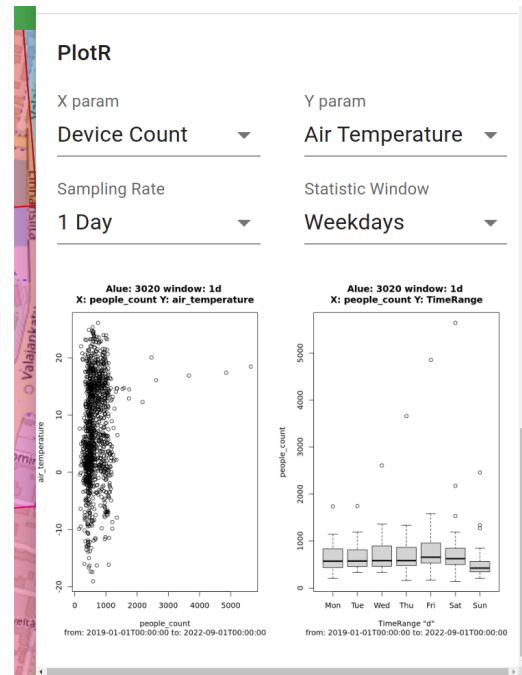 PlotR
X param
Y param
Device Count
Air Temperature
Sampling Rate
Statistic Window
1 Day
Weekdays
Alue: 3020 window: 1d
X: people_count Y: air_temperature
20
10
0
-10
-20
air_temperature
0 1000 2000 3000 4000 5000
people_count
from: 2019-01-01T00:00:00 to: 2022-09-01T00:00:00
Alue: 3020 window: 1d
X: people_count Y: TimeRange
5000
4000
3000
2000
1000
0
people_count
Mon Tue Wed Thu Fri Sat Sun
TimeRange "d"
from: 2019-01-01T00:00:00 to: 2022-09-01T00:00:00
Valajankatu